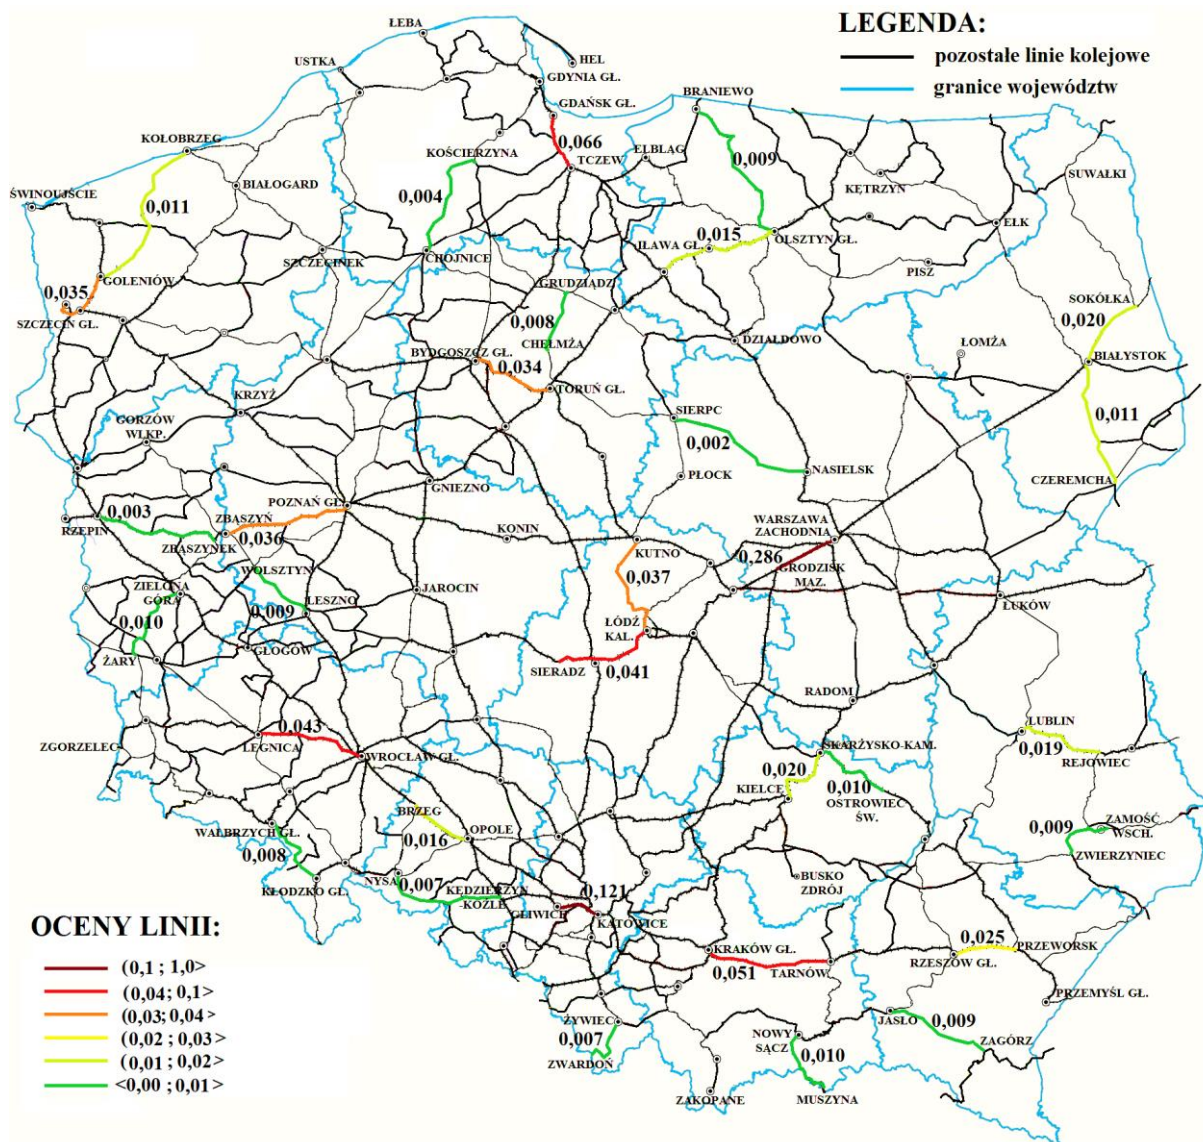 LEGENDA:
pozostałe linie kolejowe
granice województw
ŁEBA
HEL
USTKA
GDYNIA GŁ.
GDAŃSK GŁ.
BRANIEWO
KOŁOBRZEG
0,066
KOŚCIERZYNA
TCZEW
ELBLĄG
0,009
KĘTRZYN
SUWAŁKI
BIAŁOGARD
ŚWINOUJŚCIE
0,004
0,011
EŁK
OLSZTYN GŁ.
0,015
IŁAWA GŁ.
SZCZECINEK
CHOJNICE
PISZ
GOLENIÓW
0,035
GRUDZIĄDZ
SOKÓŁKA
0,020
SZCZECIN GŁ.
0,008
CHEŁMŻA
DZIAŁDOWO
ŁOMŻA
BYDGOSZCZ GŁ.
BIAŁYSTOK
0,034
TORUŃ GŁ.
KRZYŻ
SIERPC
0,011
GORZÓW
WLKP.
0,002
PŁOCK
NASIELSK
GNIEZNO
CZEREMCHA
POZNAŃ GŁ.
0,003
ZBĄSZYŃ
RZEPIN
0,036
KONIN
WARSZAWA
ZACHODNIA
ZBĄSZYNEK
KUTNO
0,286
WOLSZTYN
GRODZISK
MAZ.
0,037
ZIELONA
GÓRA
JAROCIN
ŁUKÓW
LESZNO
0,009
0,010
ŁÓDŹ
KAL.
GŁOGÓW
ŻARY
SIERADZ
0,041
RADOM
LUBLIN
0,043
ZGORZELEC
LEGNICA
WROCŁAW GŁ.
SKARŻYSKO-KAM.
0,019
REJOWIEC
0,020
KIELCE
0,010
OSTROWIEC
ŚW.
BRZEG
WAŁBRZYCH GŁ.
0,016
OPOLE
0,009
ZAMOŚĆ
WSCH.
0,008
ZWIERZYNIEC
KŁODZKO GŁ.
NYSA
0,007
KĘDZIERZYN
KOŹLE
BUSKO
ZDRÓJ
0,121
GLIWICE
KATOWICE
OCENY LINII:
(0,1 ; 1,0>
(0,04; 0,1>
(0,03; 0,04>
(0,02 ; 0,03>
(0,01 ; 0,02>
<0,00 ; 0,01>
KRAKÓW GŁ.
0,051
TARNÓW
0,025
RZESZÓW GŁ.
PRZEWORSK
PRZEMYŚL GŁ.
ŻYWIEC
0,007
ZWARDOŃ
NOWY
SĄCZ
0,010
JASŁO
0,009
ZAGÓRZ
ZAKOPANE
MUSZYNA